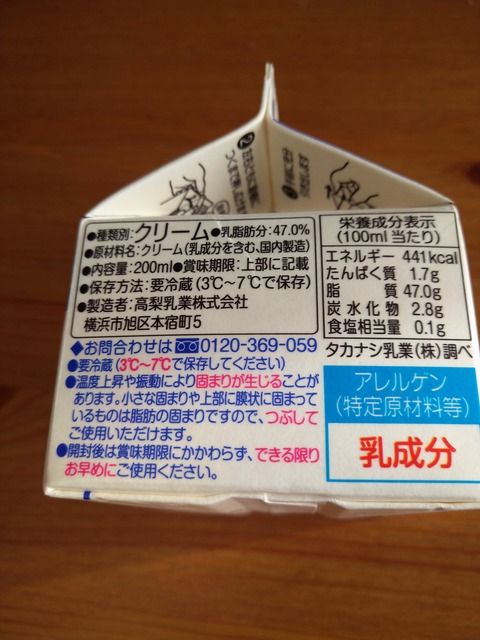 ●種類別:クリーム●乳脂肪分:47.0%
●原材料名:クリーム(乳成分を含む、国内製造)
●内容量:200ml●賞味期限:上部に記載
●保存方法:要冷蔵(3℃～7℃で保存)
●製造者:高梨乳業株式会社
横浜市旭区本宿町5
◆お問合わせは 0120-369-059
●要冷蔵(3℃～7℃で保存してください)
●温度上昇や振動により固まりが生じることが
あります。小さな固まりや上部に膜状に固まって
いるものは脂肪の固まりですので、つぶして
ご使用いただけます。
●開封後は賞味期限にかかわらず、できる限り
お早めにご使用ください。
栄養成分表示
(100ml当たり)
エネルギー 441kcal
たんぱく質 1.7g
脂質 47.0g
炭水化物 2.8g
食塩相当量 0.1g
タカナシ乳業(株)調べ
アレルゲン
(特定原材料等)
乳成分